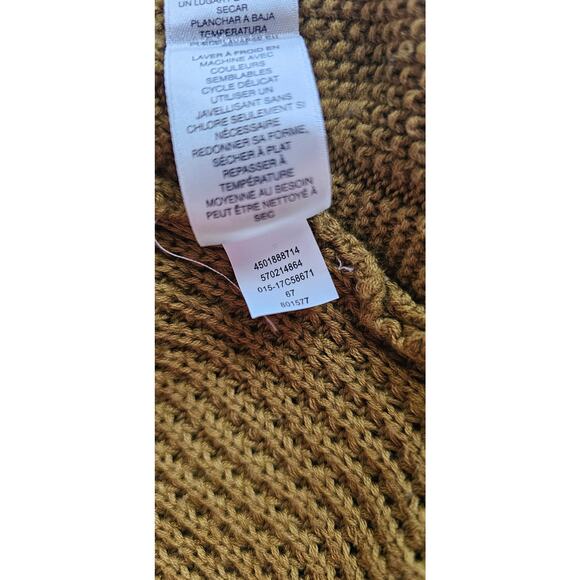 UN LUGAR
SECAR
PLANCHAR A BAJA
TEMPERATURA
LAVER À FROID EN
MACHINE AVEC
COULEURS
SEMBLABLES
CYCLE DÉLICAT
UTILISER UN
JAVELLISANT SANS
CHLORE SEULEMENT SI
NÉCESSAIRE
REDONNER SA FORME,
SÉCHER À PLAT
REPASSER À
TEMPÉRATURE
MOYENNE AU BESOIN
PEUT ÊTRE NETTOYÉ À
SEC
4501888714
570214864
015-17C58671
67
801577